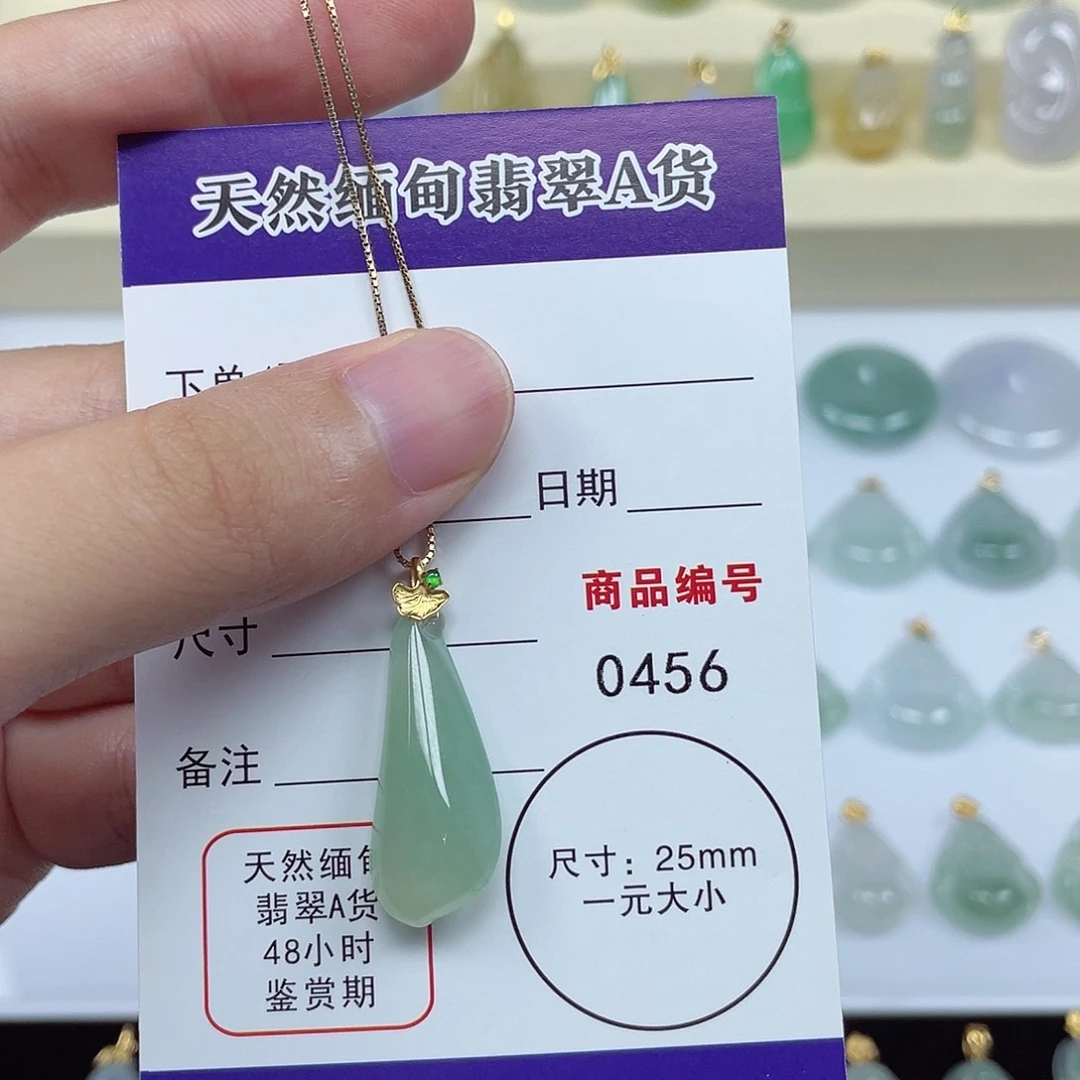 天然缅甸翡翠A货
下单
日期
商品编号
尺寸
0456
备注
尺寸：25mm
一元大小
天然缅甸
翡翠A货
48小时
鉴赏期